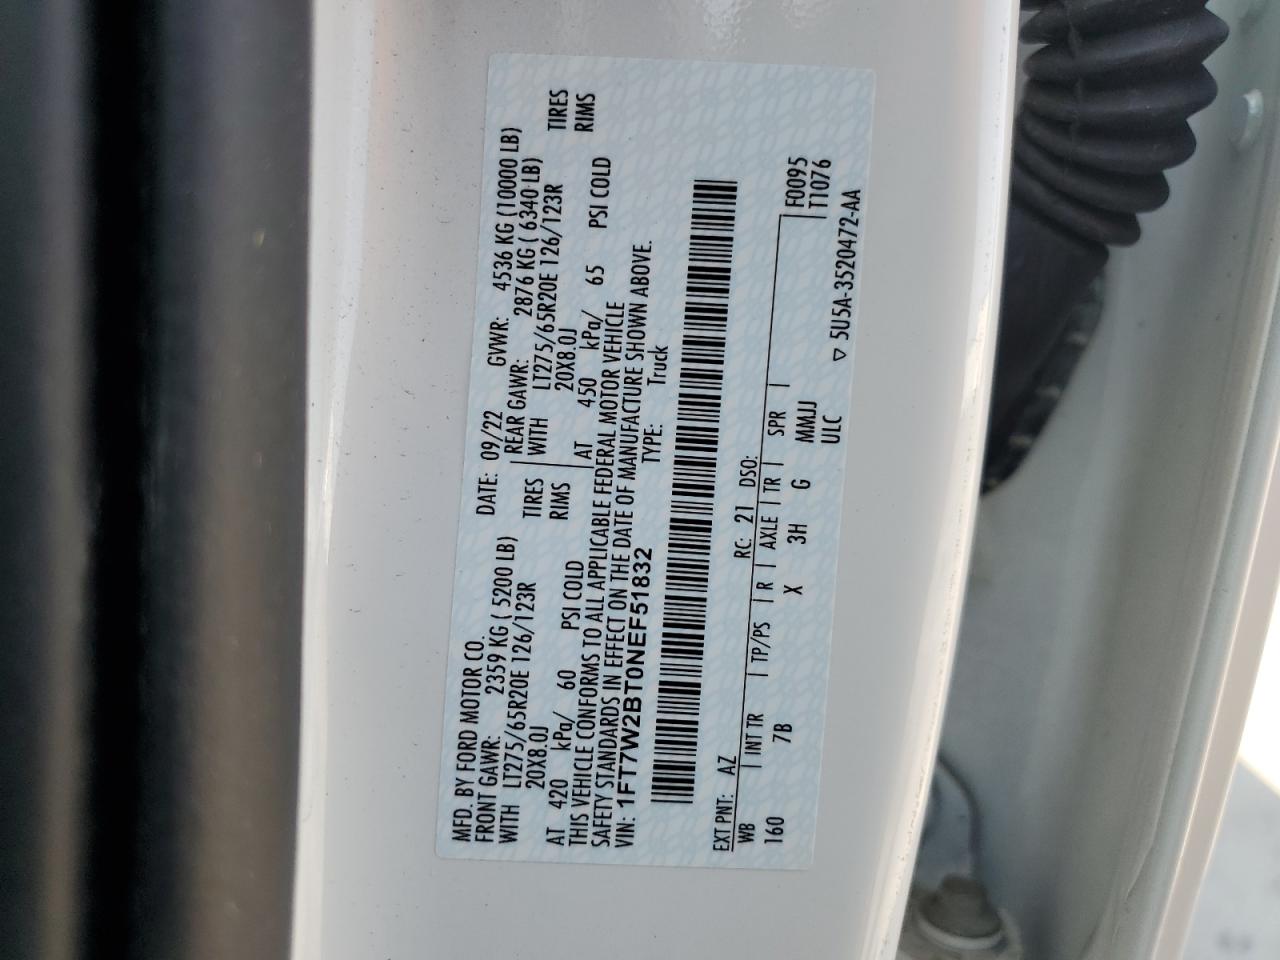 MFD. BY FORD MOTOR CO.
DATE: 09/22 GVWR: 4536 KG (10000 LB)
FRONT GAWR: 2359 KG ( 5200 LB) REAR GAWR: 2876 KG ( 6340 LB)
WITH LT275/65R20E 126/123R TIRES WITH LT275/65R20E 126/123R TIRES
20X8.0J RIMS 20X8.0J RIMS
AT 420 kPa/ 60 PSI COLD AT 450 kPa/ 65 PSI COLD
THIS VEHICLE CONFORMS TO ALL APPLICABLE FEDERAL MOTOR VEHICLE
SAFETY STANDARDS IN EFFECT ON THE DATE OF MANUFACTURE SHOWN ABOVE.
VIN: 1FT7W2BT0NEF51832 TYPE: Truck
EXT PNT: AZ RC: 21 DSO:
WB INT TR TP/PS R AXLE TR SPR F0095
160 7B X 3H G MMJJ T1076
ULC
▽ 5U5A-3520472-AA